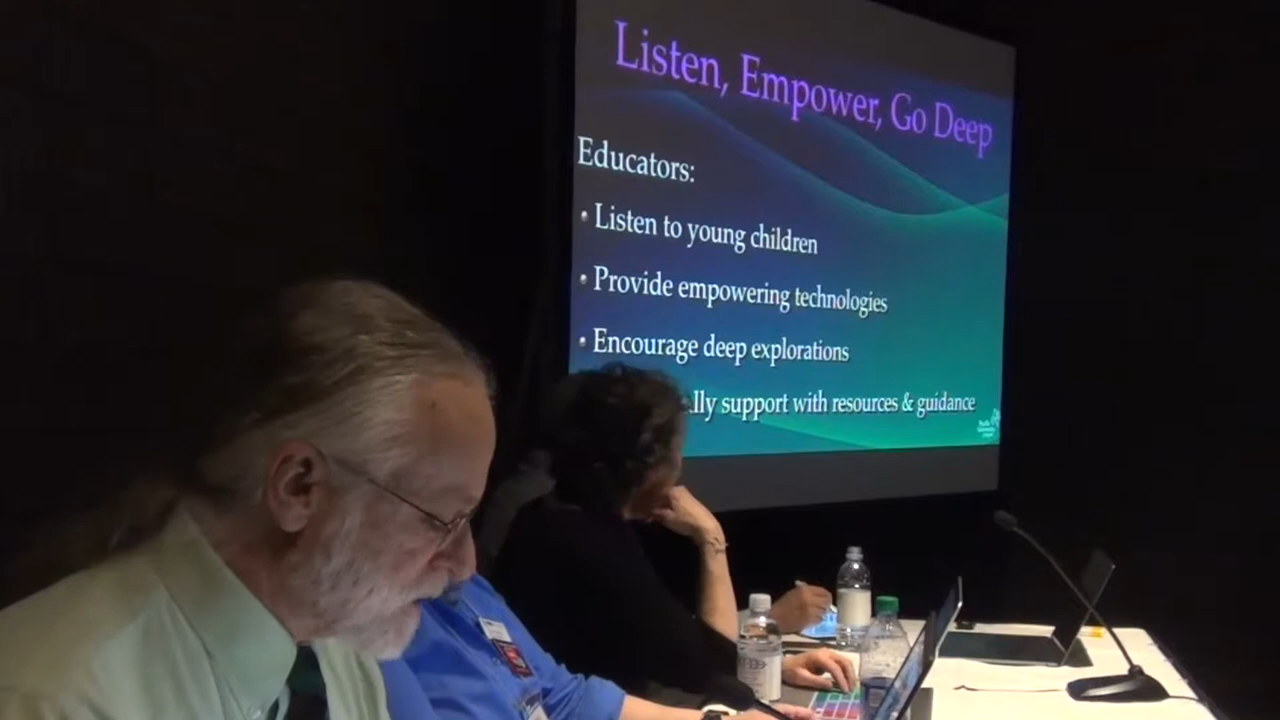 Listen, Empower, Go Deep
Educators:
• Listen to young children
• Provide empowering technologies
• Encourage deep explorations
support with resources & guidance